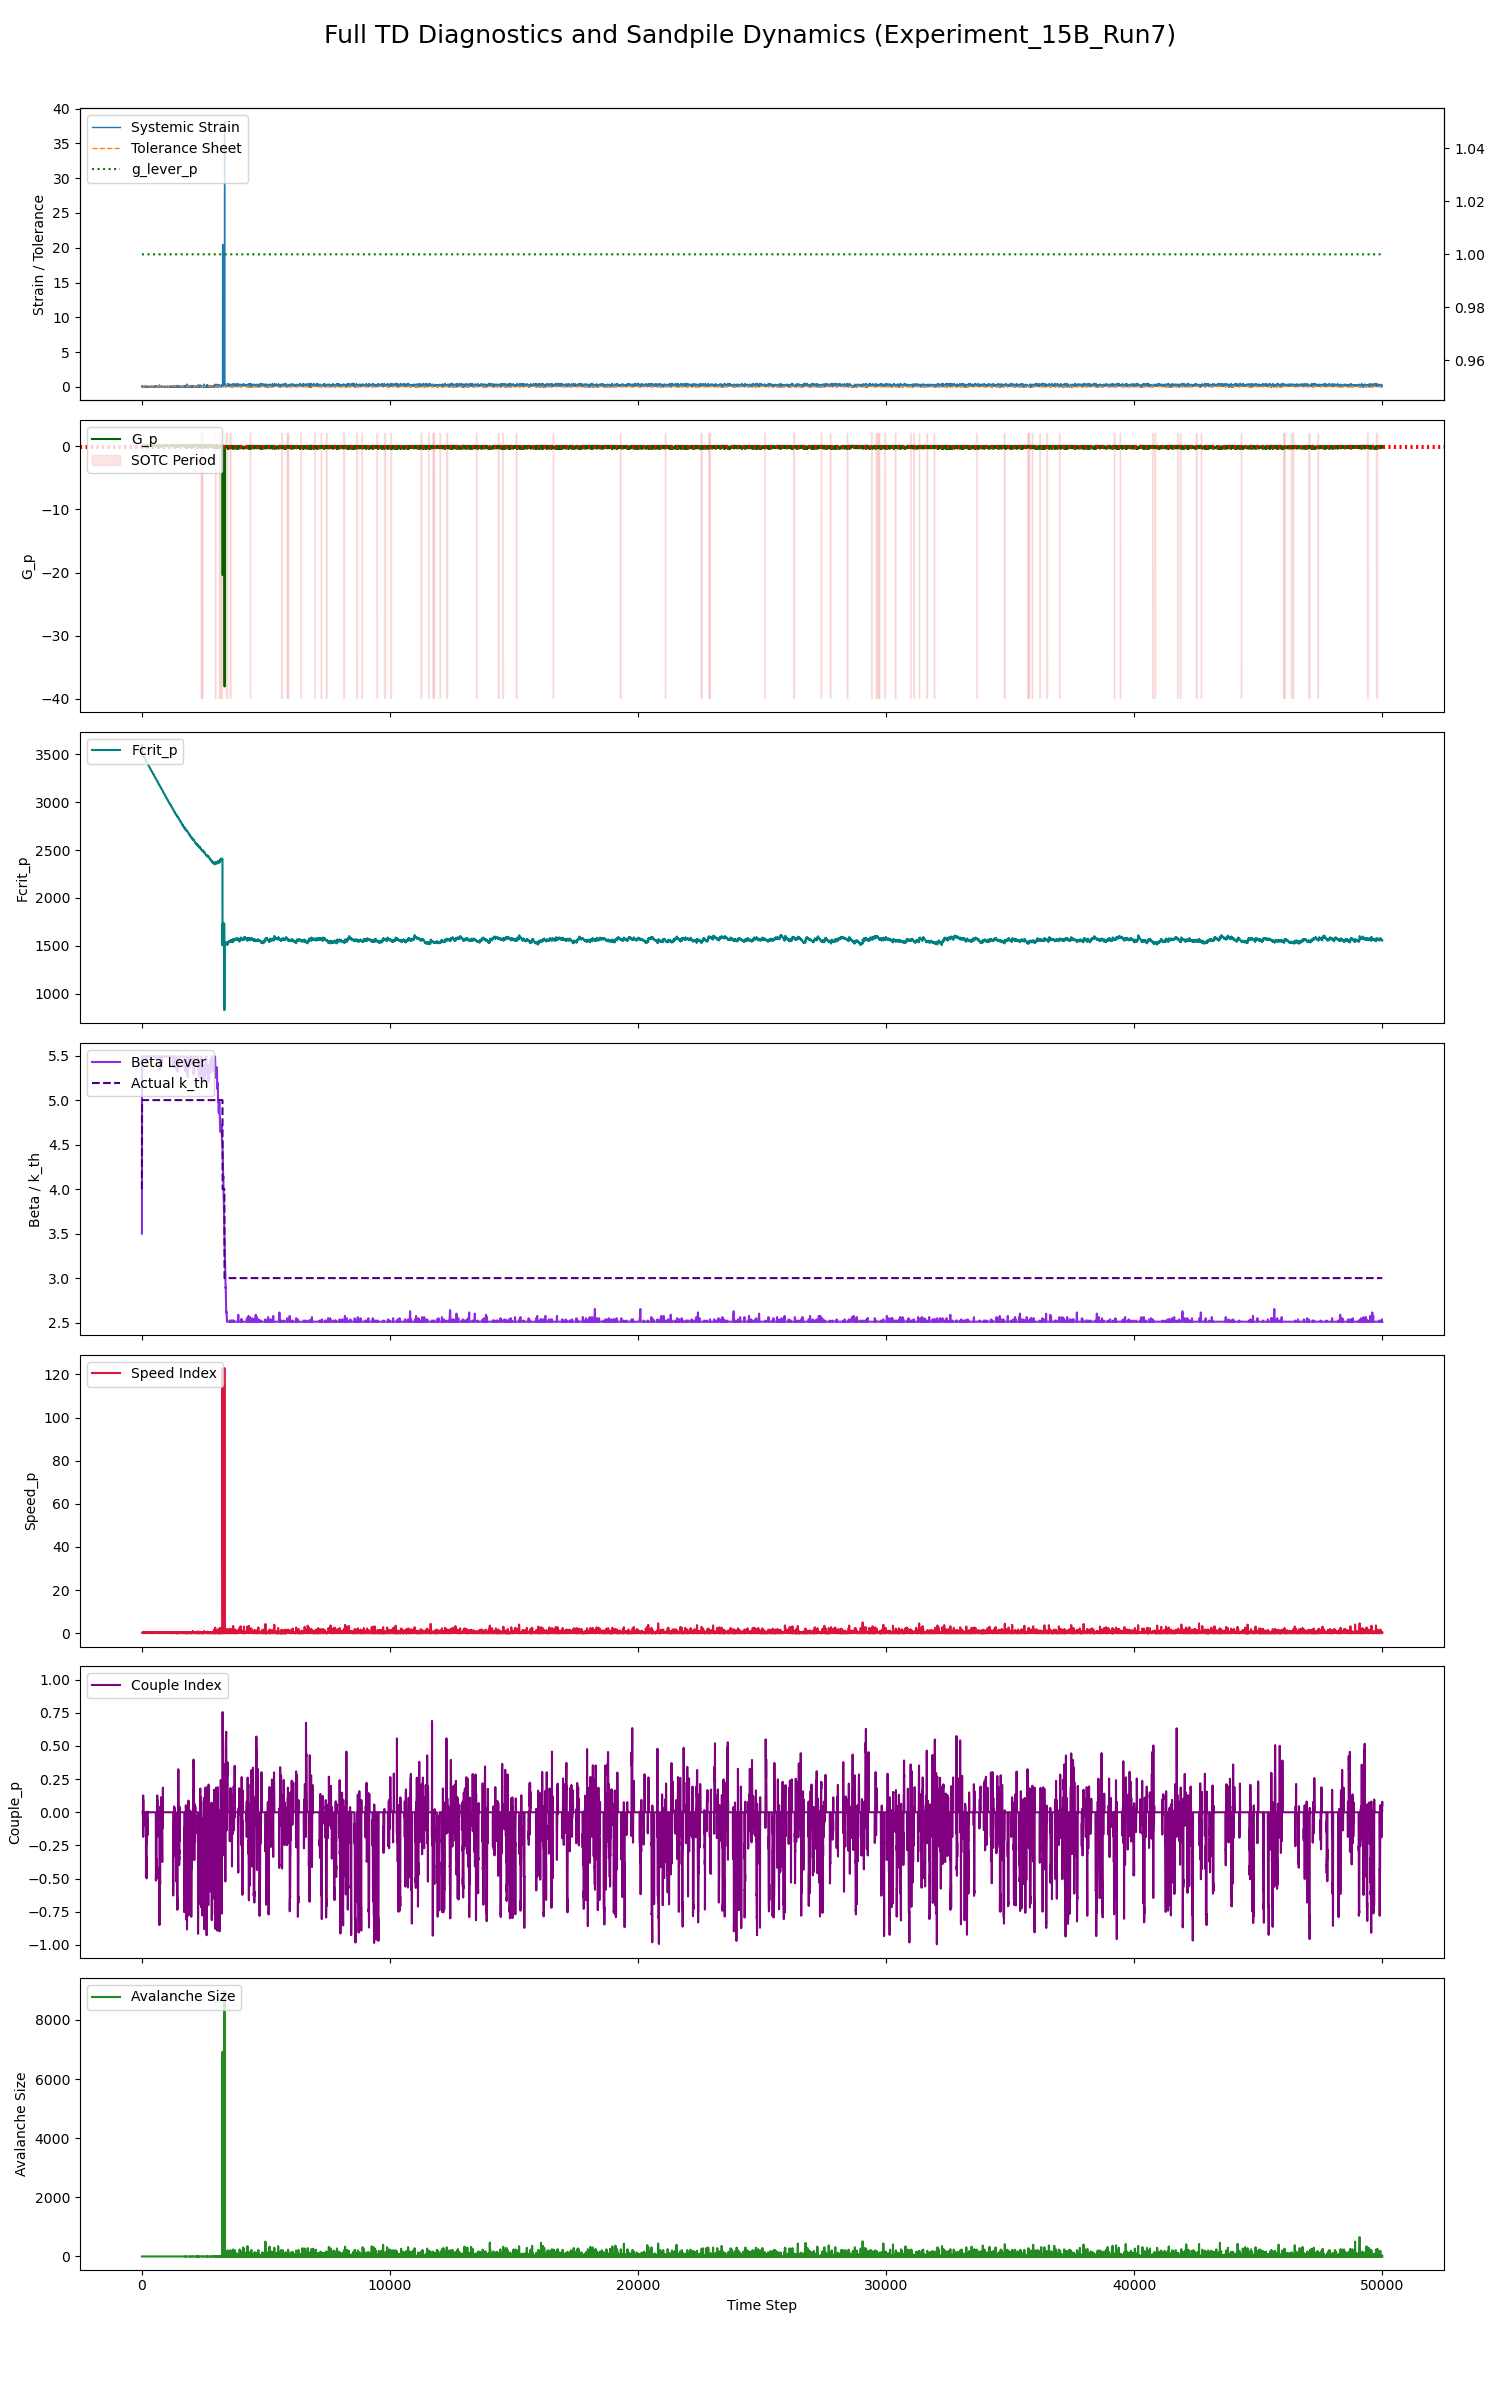 Full TD Diagnostics and Sandpile Dynamics (Experiment_15B_Run7)
Systemic Strain
Tolerance Sheet
g_lever_p
Strain / Tolerance
40
35
30
25
20
15
10
5
0
1.04
1.02
1.00
0.98
0.96
G_p
SOTC Period
G_p
0
−10
−20
−30
−40
Fcrit_p
Fcrit_p
3500
3000
2500
2000
1500
1000
Beta Lever
Actual k_th
Beta / k_th
5.5
5.0
4.5
4.0
3.5
3.0
2.5
Speed Index
Speed_p
120
100
80
60
40
20
0
Couple Index
Couple_p
1.00
0.75
0.50
0.25
0.00
−0.25
−0.50
−0.75
−1.00
Avalanche Size
Avalanche Size
8000
6000
4000
2000
0
0 10000 20000 30000 40000 50000
Time Step